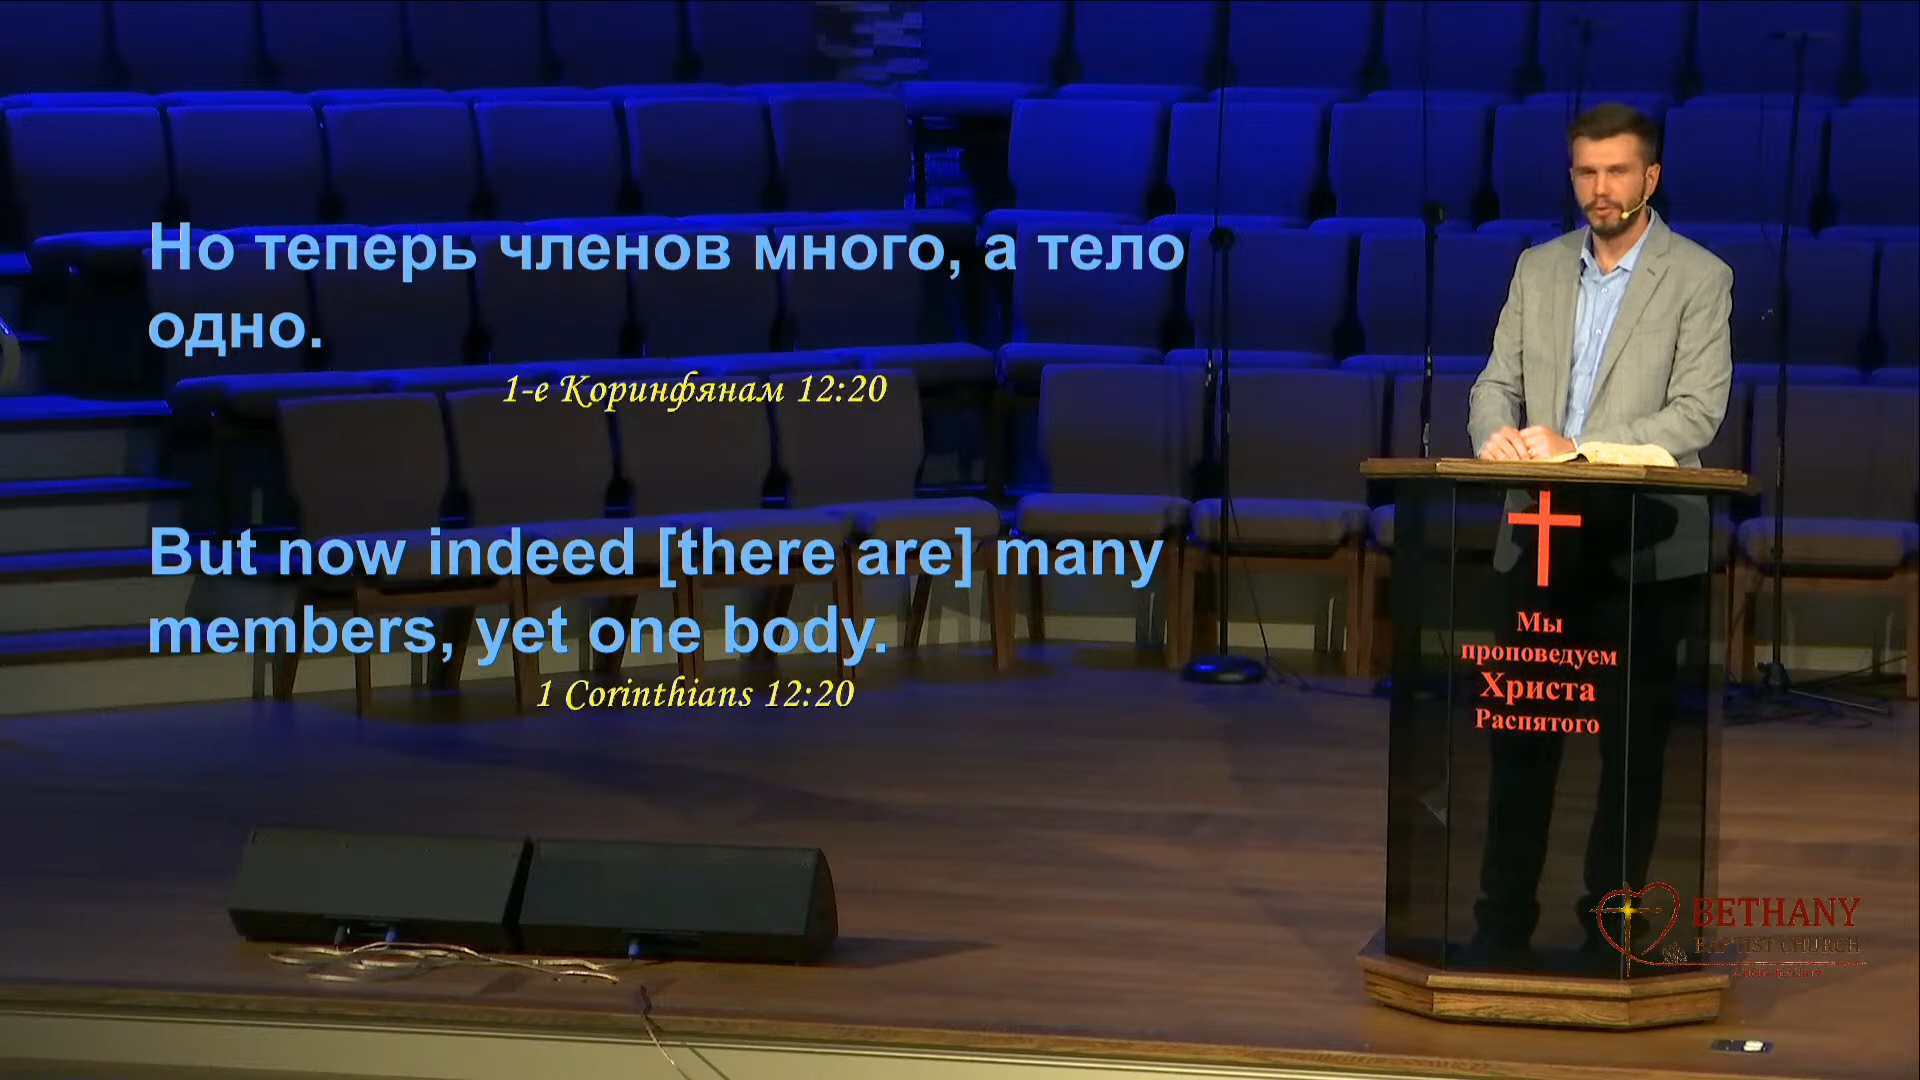 Но теперь членов много, а тело
одно.
1-е Коринфянам 12:20
But now indeed [there are] many
members, yet one body.
1 Corinthians 12:20
Мы
проповедуем
Христа
Распятого
BETHANY
BAPTIST CHURCH